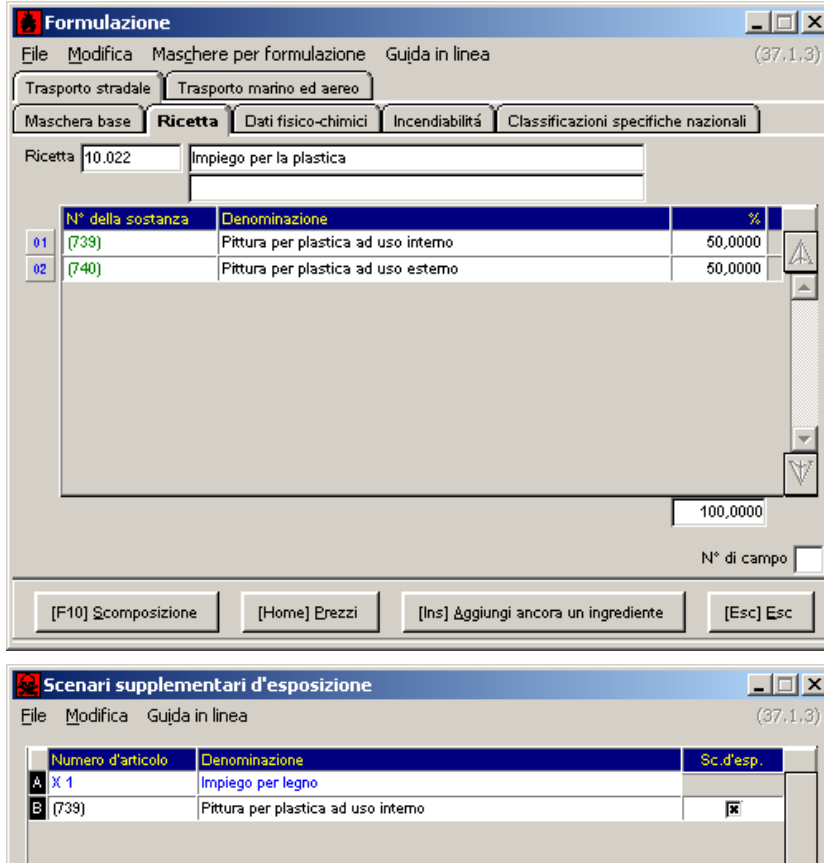 Formulazione
File Modifica Maschere per formulazione Guida in linea (37.1.3)
Trasporto stradale Trasporto marino ed aereo
Maschera base Ricetta Dati fisico-chimici Incendiabilitá Classificazioni specifiche nazionali
Ricetta 10.022 Impiego per la plastica
N° della sostanza Denominazione %
01 (739) Pittura per plastica ad uso interno 50,0000
02 (740) Pittura per plastica ad uso esterno 50,0000
100,0000
N° di campo
[F10] Scomposizione [Home] Prezzi [Ins] Aggiungi ancora un ingrediente [Esc] Esc
Scenari supplementari d'esposizione
File Modifica Guida in linea (37.1.3)
Numero d'articolo Denominazione Sc.d'esp.
A X 1 Impiego per legno
B (739) Pittura per plastica ad uso interno